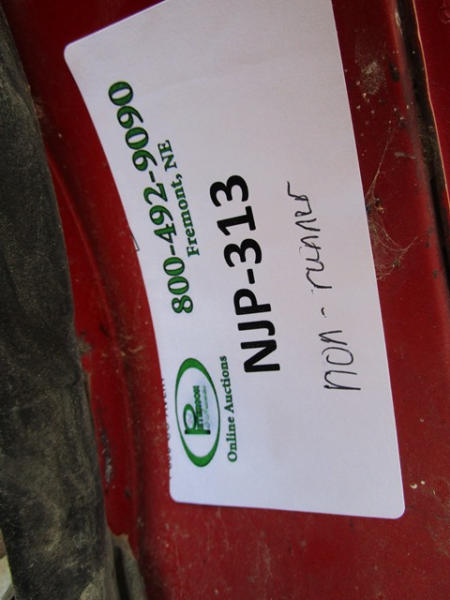 800-492-9090
Fremont, NE
Online Auctions
NJP-313
non-runner